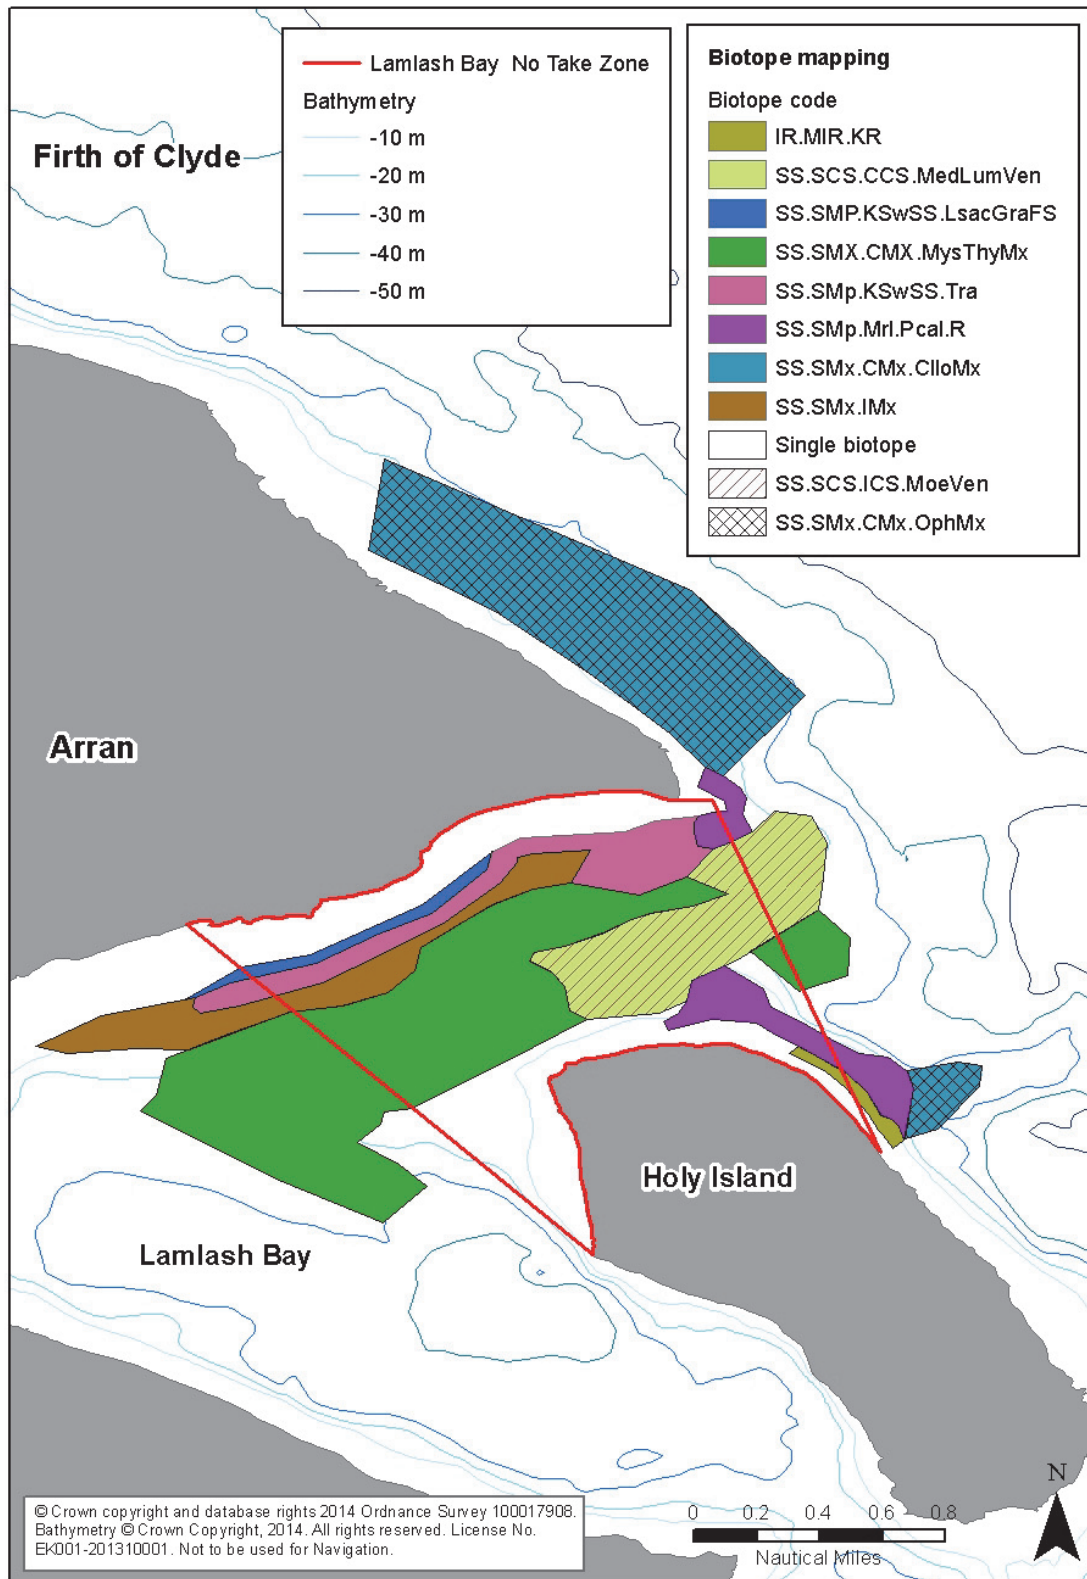 Lamlash Bay No Take Zone
Bathymetry
-10 m
-20 m
-30 m
-40 m
-50 m
Biotope mapping
Biotope code
IR.MIR.KR
SS.SCS.CCS.MedLumVen
SS.SMP.KSwSS.LsacGraFS
SS.SMX.CMX.MysThyMx
SS.SMp.KSwSS.Tra
SS.SMp.Mrl.Pcal.R
SS.SMx.CMx.ClloMx
SS.SMx.IMx
Single biotope
SS.SCS.ICS.MoeVen
SS.SMx.CMx.OphMx
Firth of Clyde
Arran
Holy Island
Lamlash Bay
N
0 0.2 0.4 0.6 0.8
Nautical Miles
© Crown copyright and database rights 2014 Ordnance Survey 100017908.
Bathymetry © Crown Copyright, 2014. All rights reserved. License No.
EK001-201310001. Not to be used for Navigation.